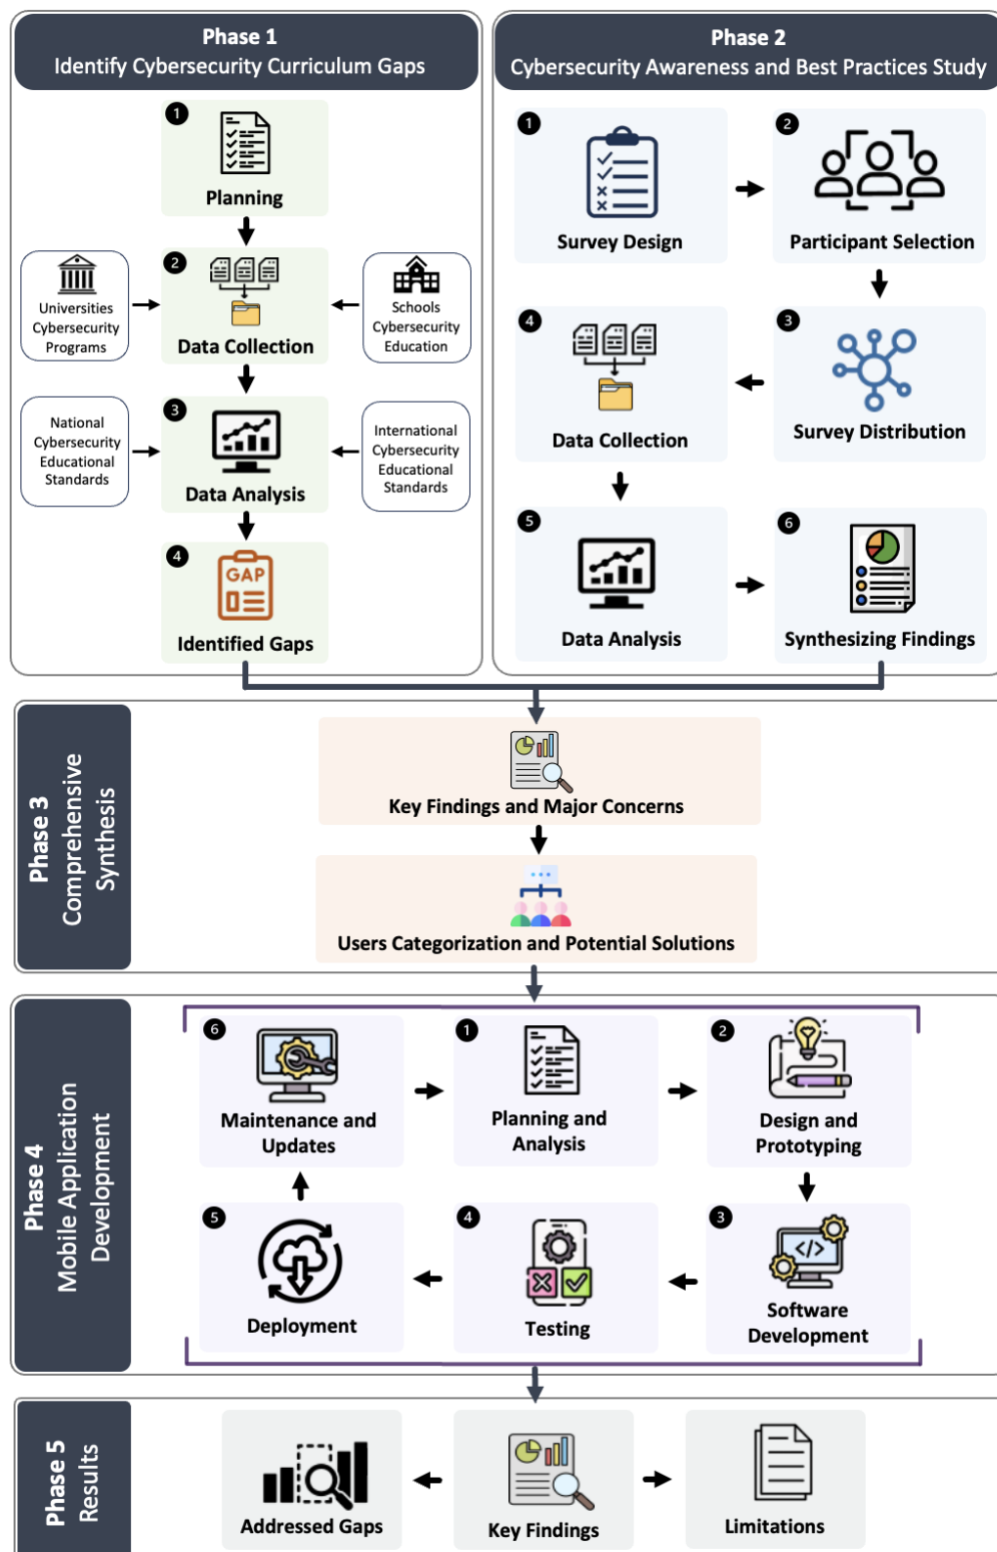 Phase 1
Identify Cybersecurity Curriculum Gaps
1
Planning
2
Data Collection
Universities
Cybersecurity
Programs
Schools
Cybersecurity
Education
3
Data Analysis
National
Cybersecurity
Educational
Standards
International
Cybersecurity
Educational
Standards
4
GAP
Identified Gaps
Phase 2
Cybersecurity Awareness and Best Practices Study
1
Survey Design
2
Participant Selection
3
Survey Distribution
4
Data Collection
5
Data Analysis
6
Synthesizing Findings
Phase 3
Comprehensive
Synthesis
Key Findings and Major Concerns
Users Categorization and Potential Solutions
Phase 4
Mobile Application
Development
6
Maintenance and
Updates
1
Planning and
Analysis
2
Design and
Prototyping
5
Deployment
4
Testing
3
</>
Software
Development
Phase 5
Results
Addressed Gaps
Key Findings
Limitations